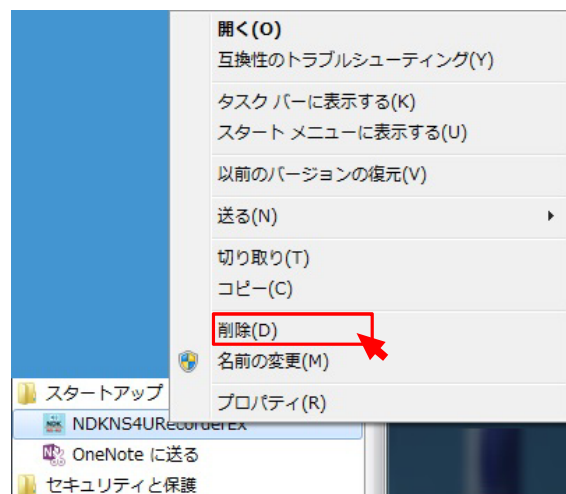 開く(O)
互換性のトラブルシューティング(Y)
タスク バーに表示する(K)
スタート メニューに表示する(U)
以前のバージョンの復元(V)
送る(N)
切り取り(T)
コピー(C)
削除(D)
名前の変更(M)
プロパティ(R)
スタートアップ
NDKNS4URecorderEx
OneNote に送る
セキュリティと保護